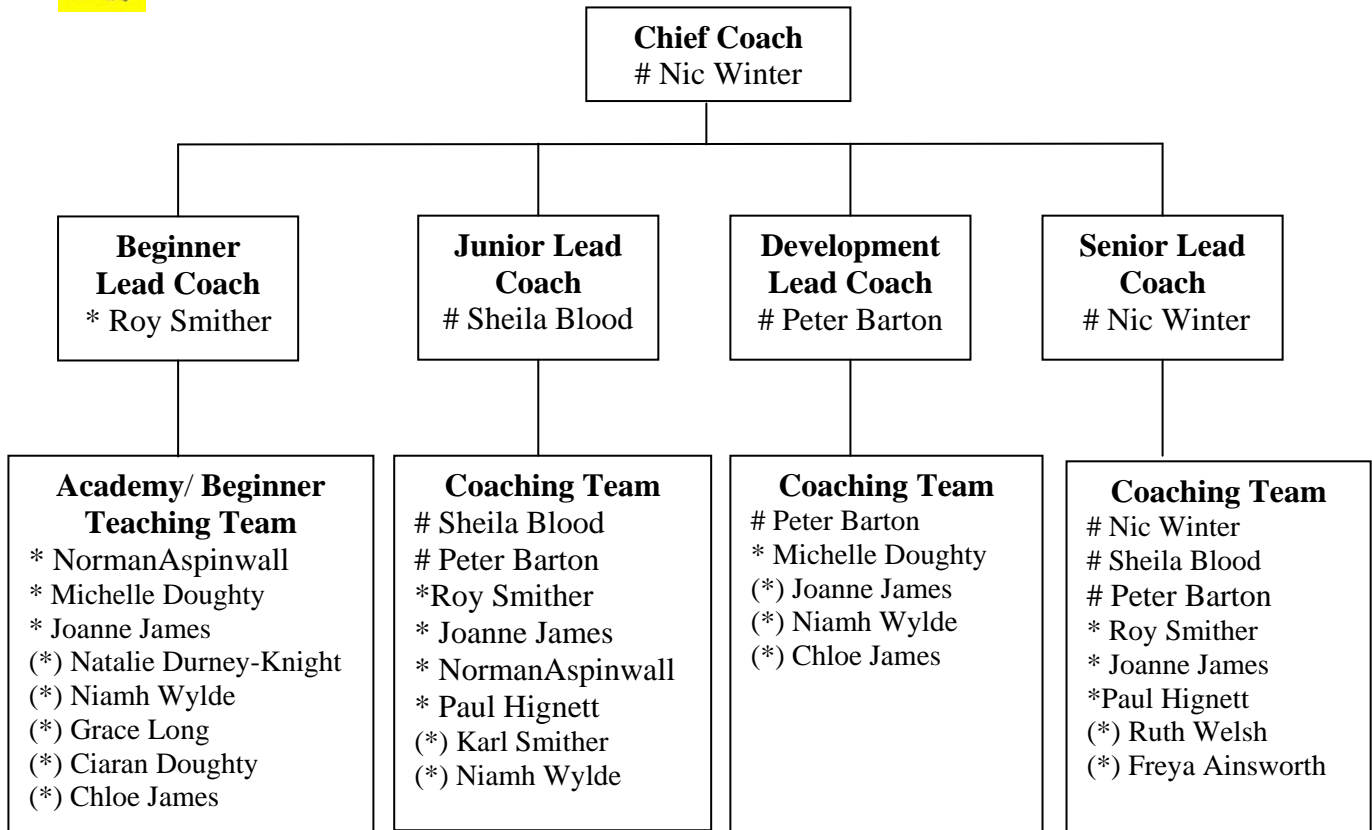 Chief Coach
# Nic Winter
Beginner
Lead Coach
* Roy Smither
Junior Lead
Coach
# Sheila Blood
Development
Lead Coach
# Peter Barton
Senior Lead
Coach
# Nic Winter
Academy/ Beginner
Teaching Team
* NormanAspinwall
* Michelle Doughty
* Joanne James
(*) Natalie Durney-Knight
(*) Niamh Wylde
(*) Grace Long
(*) Ciaran Doughty
(*) Chloe James
Coaching Team
# Sheila Blood
# Peter Barton
*Roy Smither
* Joanne James
* NormanAspinwall
* Paul Hignett
(*) Karl Smither
(*) Niamh Wylde
Coaching Team
# Peter Barton
* Michelle Doughty
(*) Joanne James
(*) Niamh Wylde
(*) Chloe James
Coaching Team
# Nic Winter
# Sheila Blood
# Peter Barton
* Roy Smither
* Joanne James
*Paul Hignett
(*) Ruth Welsh
(*) Freya Ainsworth